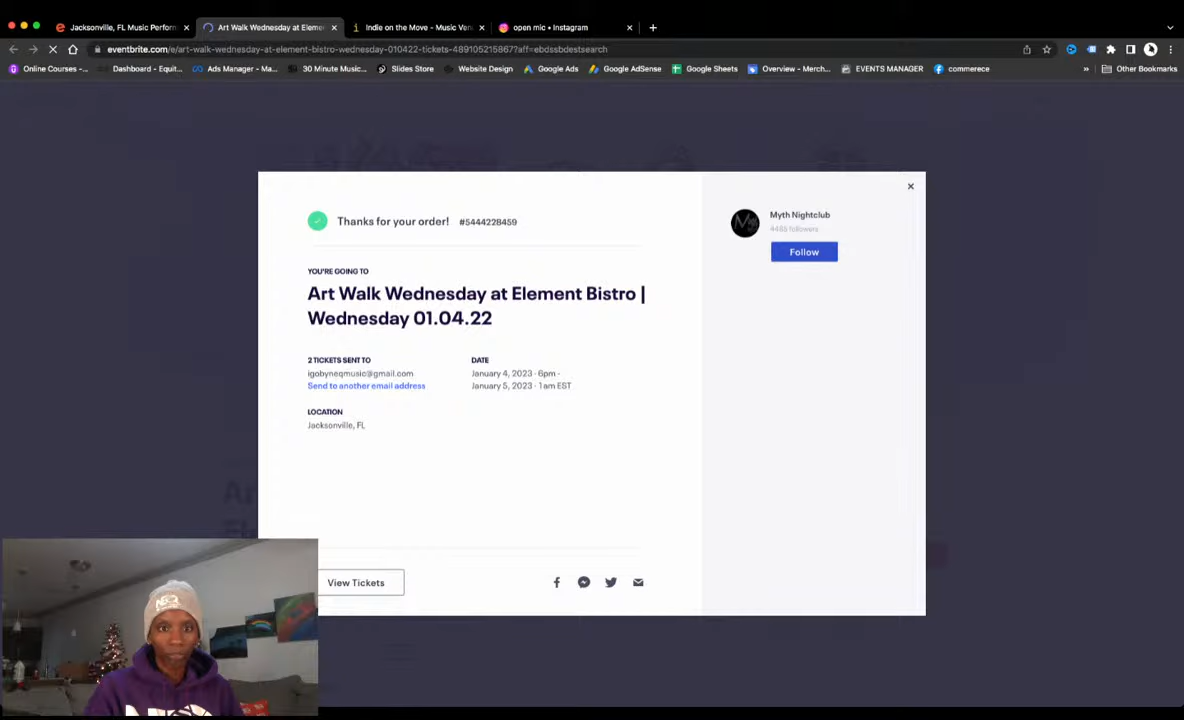 Jacksonville, FL Music Perform
Art Walk Wednesday at Elemen
Indie on the Move - Music Ven
open mic • Instagram
eventbrite.com/e/art-walk-wednesday-at-element-bistro-wednesday-010422-tickets-489105215867?aff=ebdssbdestsearch
Online Courses -...
Dashboard - Equit...
Ads Manager - Ma...
30 Minute Music...
Slides Store
Website Design
Google Ads
Google AdSense
Google Sheets
Overview - Merch...
EVENTS MANAGER
commerece
»
Other Bookmarks
Thanks for your order! #5444228459
YOU'RE GOING TO
Art Walk Wednesday at Element Bistro |
Wednesday 01.04.22
2 TICKETS SENT TO
igobyneqmusic@gmail.com
Send to another email address
DATE
January 4, 2023 · 6pm -
January 5, 2023 · 1am EST
LOCATION
Jacksonville, FL
View Tickets
Myth Nightclub
4485 followers
Follow